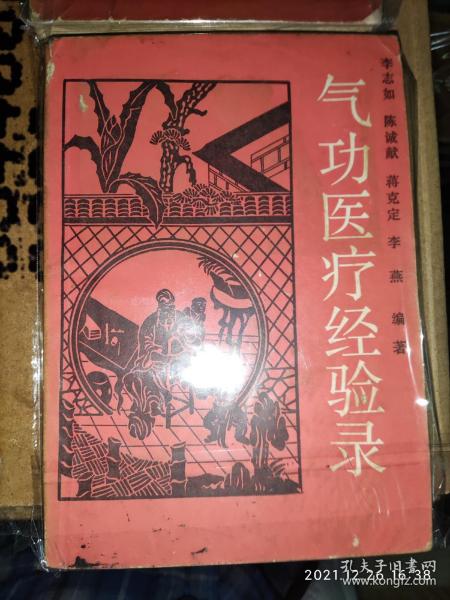 气功医疗经验录
李志如 陈诚献 蒋克定 李燕 编著
2021.12.26 16:38
孔夫子旧书网